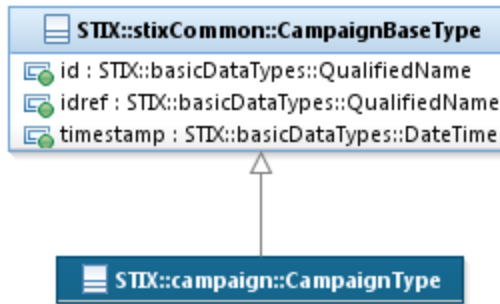 STIX::stixCommon::CampaignBaseType
id : STIX::basicDataTypes::QualifiedName
idref : STIX::basicDataTypes::QualifiedName
timestamp : STIX::basicDataTypes::DateTime
STIX::campaign::CampaignType